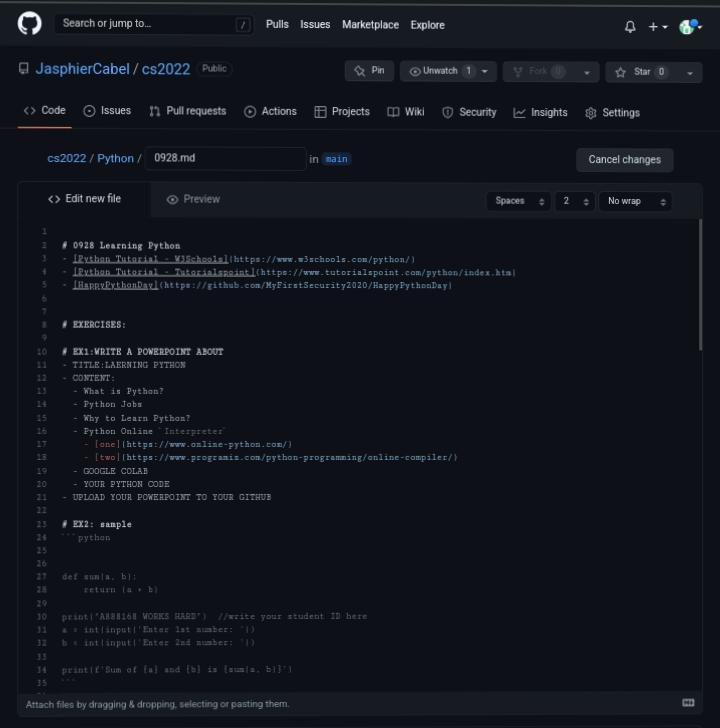 Search or jump to... /
Pulls Issues Marketplace Explore
JasphierCabel / cs2022 Public
Pin Unwatch 1 Fork 0 Star 0
Code Issues Pull requests Actions Projects Wiki Security Insights Settings
cs2022 / Python / 0928.md in main Cancel changes
Edit new file Preview Spaces 2 No wrap
1
2 # 0928 Learning Python
3 - [Python Tutorial - W3Schools](https://www.w3schools.com/python/)
4 - [Python Tutorial - Tutorialspoint](https://www.tutorialspoint.com/python/index.htm)
5 - [HappyPythonDay](https://github.com/MyFirstSecurity2020/HappyPythonDay)
6
7
8 # EXERCISES:
9
10 # EX1:WRITE A POWERPOINT ABOUT
11 - TITLE:LAERNING PYTHON
12 - CONTENT:
13 - What is Python?
14 - Python Jobs
15 - Why to Learn Python?
16 - Python Online `Interpreter`
17 - [one](https://www.online-python.com/)
18 - [two](https://www.programiz.com/python-programming/online-compiler/)
19 - GOOGLE COLAB
20 - YOUR PYTHON CODE
21 - UPLOAD YOUR POWERPOINT TO YOUR GITHUB
22
23 # EX2: sample
24 ```python
25
26
27 def sum(a, b):
28 return (a + b)
29
30 print("A888168 WORKS HARD") //write your student ID here
31 a = int(input('Enter 1st number: '))
32 b = int(input('Enter 2nd number: '))
33
34 print(f'Sum of {a} and {b} is {sum(a, b)}')
35 ```
Attach files by dragging & dropping, selecting or pasting them.